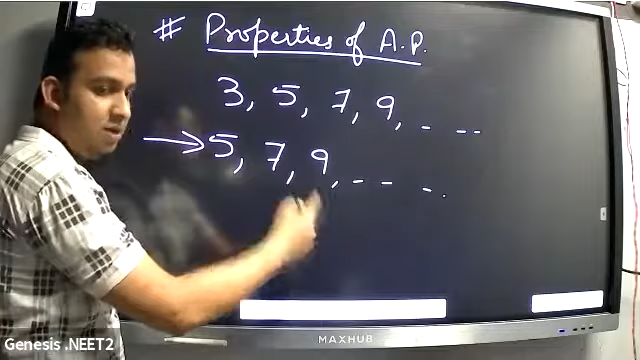 # Properties of A.P.
3, 5, 7, 9, - --
→ 5, 7, 9, -- -.
MAXHUB
Genesis .NEET2